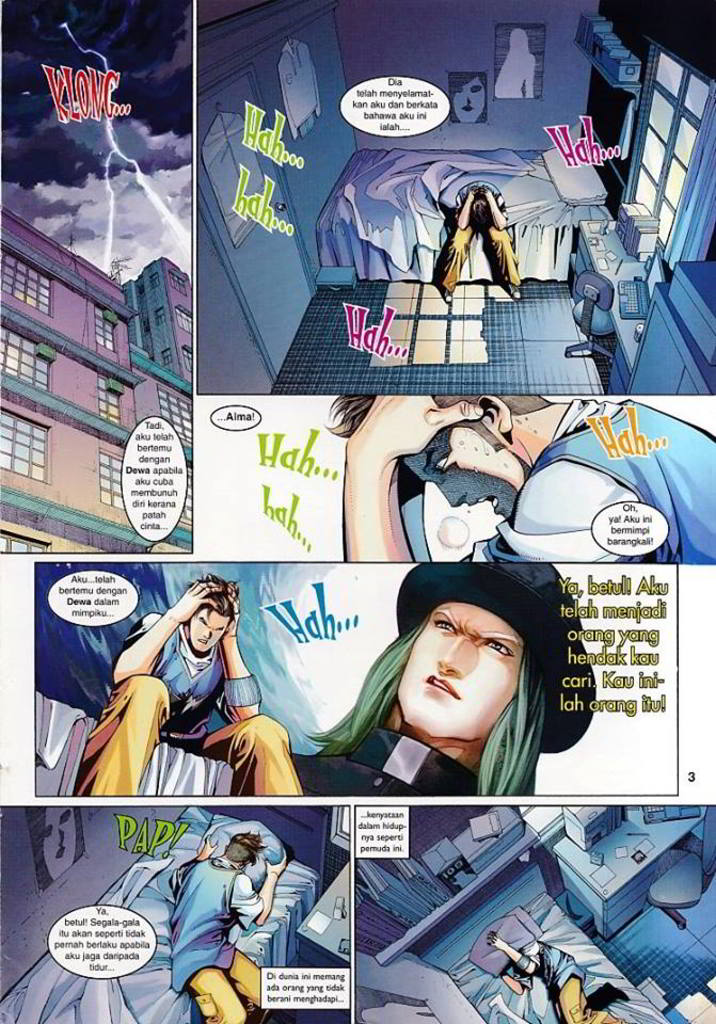 KLONG...
Tadi,
aku telah
bertemu
dengan
Dewa apabila
aku cuba
membunuh
diri kerana
patah
cinta...
Dia
telah menyelamat-
kan aku dan berkata
bahawa aku ini
ialah....
Hah...
hah...
Hah...
Hah...
...Alma!
Hah...
hah...
Hah...
Oh,
ya! Aku ini
bermimpi
barangkali!
Aku...telah
bertemu dengan
Dewa dalam
mimpiku...
Hah...
Ya, betul! Aku
telah menjadi
orang yang
hendak kau
cari. Kau ini-
lah orang itu!
3
PAP!
Ya,
betul! Segala-gala
itu akan seperti tidak
pernah berlaku apabila
aku jaga daripada
tidur...
Di dunia ini memang
ada orang yang tidak
berani menghadapi...
...kenyataan
dalam hidup-
nya seperti
pemuda ini.